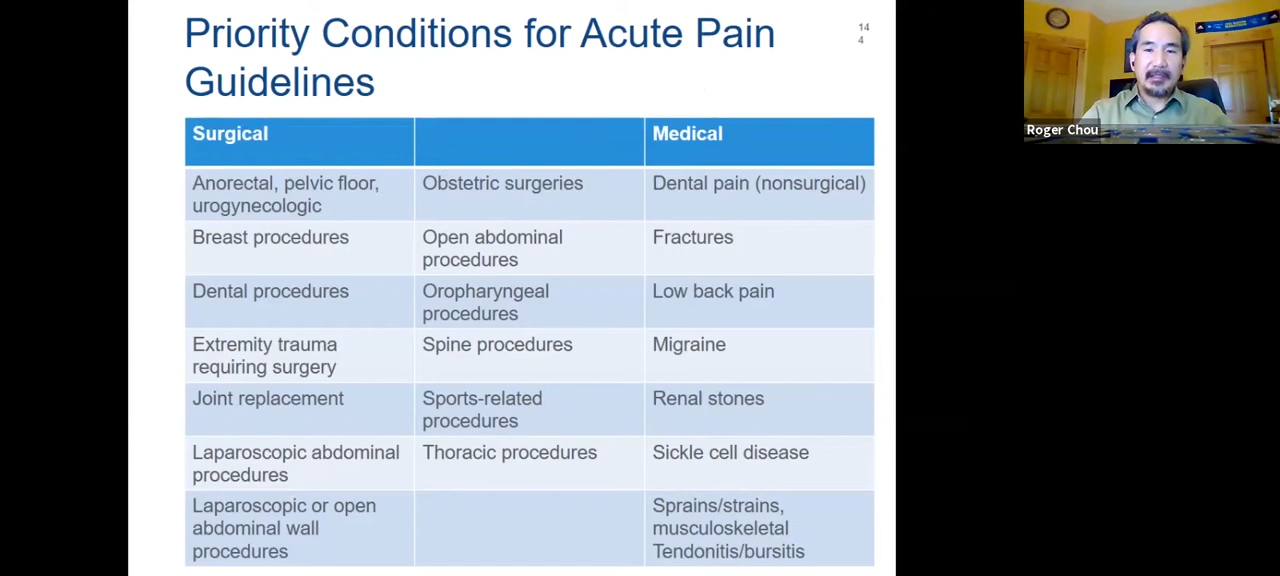 Priority Conditions for Acute Pain
Guidelines
14
4
Surgical
Medical
Anorectal, pelvic floor,
urogynecologic
Obstetric surgeries
Dental pain (nonsurgical)
Breast procedures
Open abdominal
procedures
Fractures
Dental procedures
Oropharyngeal
procedures
Low back pain
Extremity trauma
requiring surgery
Spine procedures
Migraine
Joint replacement
Sports-related
procedures
Renal stones
Laparoscopic abdominal
procedures
Thoracic procedures
Sickle cell disease
Laparoscopic or open
abdominal wall
procedures
Sprains/strains,
musculoskeletal
Tendonitis/bursitis
Roger Chou